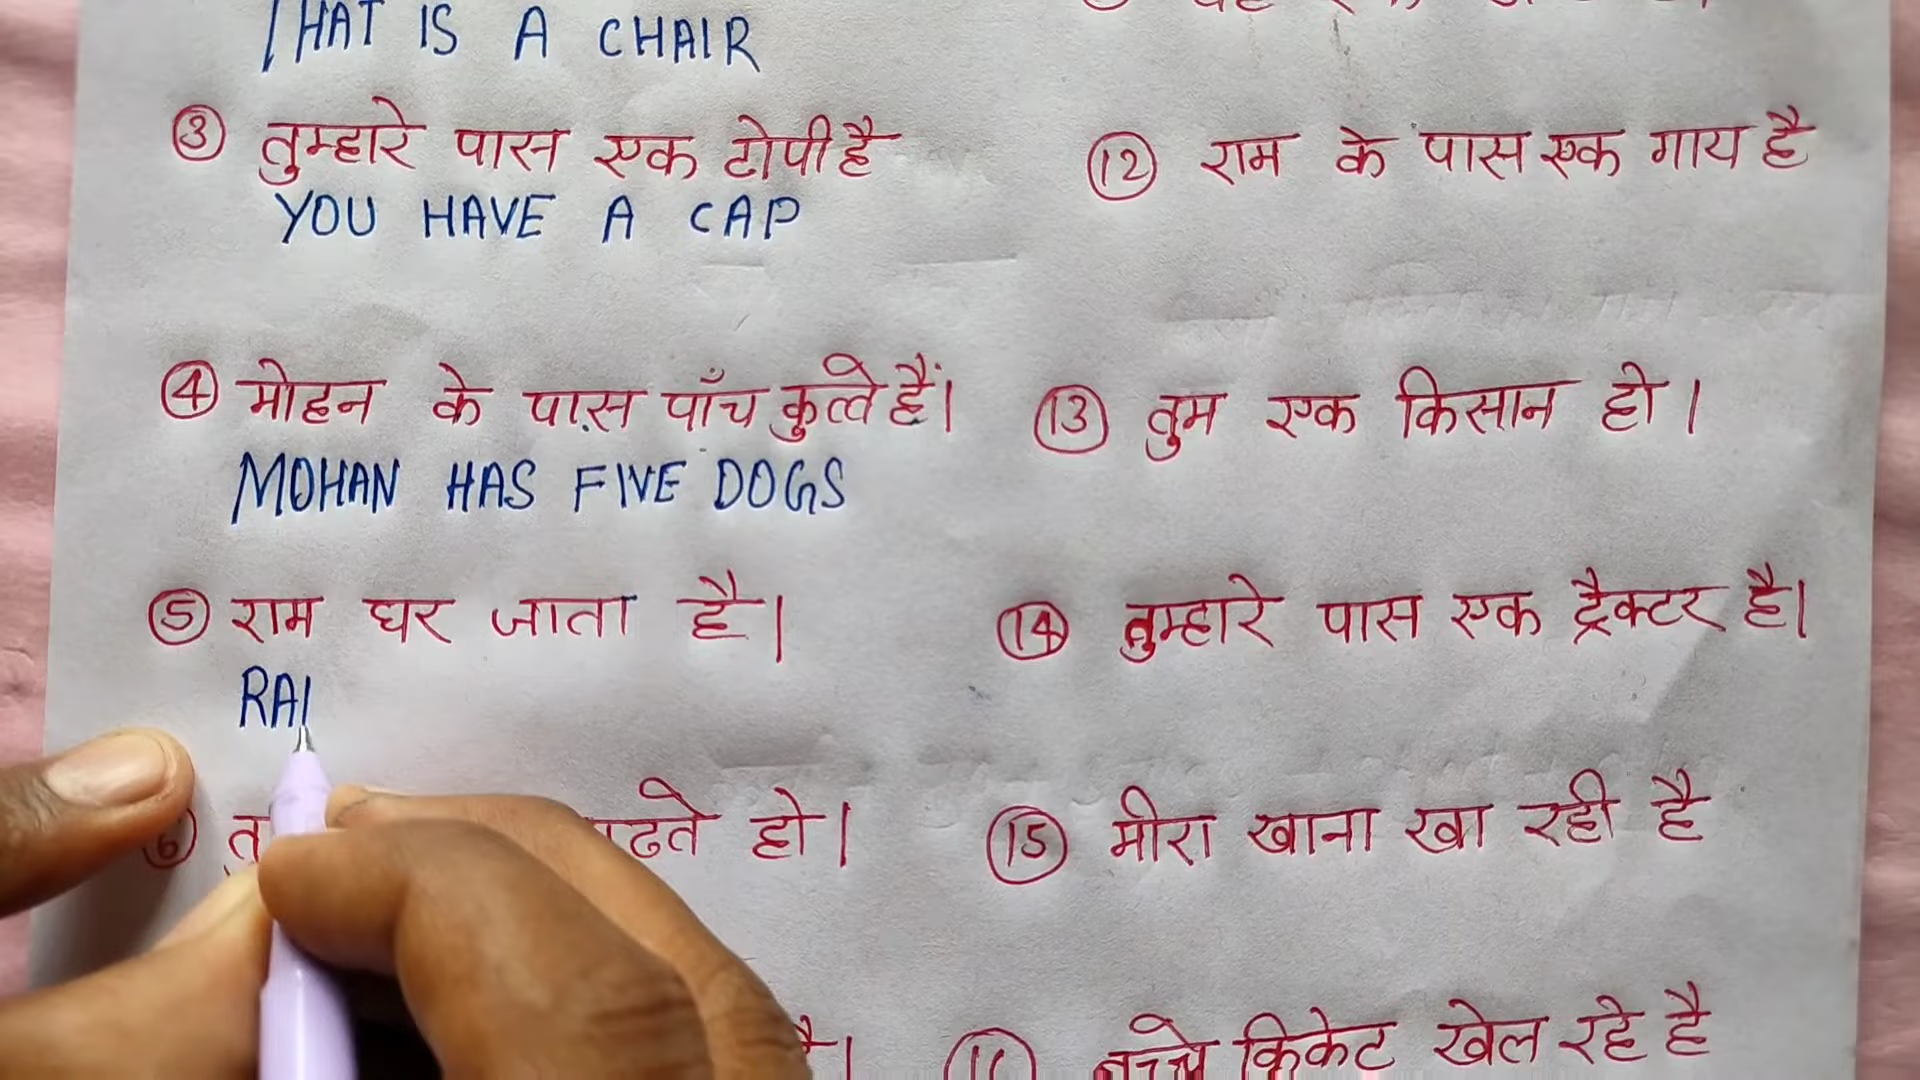 THAT IS A CHAIR
③ तुम्हारे पास एक टोपी है
YOU HAVE A CAP
④ मोहन के पास पाँच कुत्ते हैं।
MOHAN HAS FIVE DOGS
⑤ राम घर जाता है।
RA
⑥ हो।
⑫ राम के पास एक गाय है
⑬ तुम एक किसान हो।
⑭ तुम्हारे पास एक ट्रैक्टर है।
⑮ मीरा खाना खा रही है
बच्चे क्रिकेट खेल रहे है